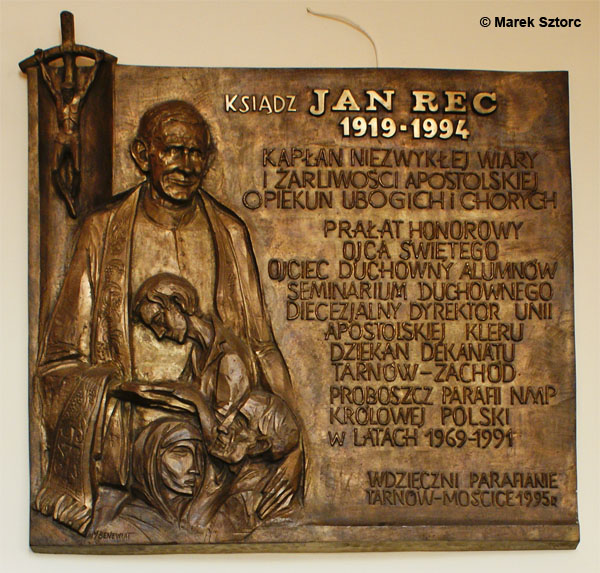 © Marek Sztorc
KSIĄDZ JAN REC
1919-1994
KAPŁAN NIEZWYKŁEJ WIARY
I ŻARLIWOŚCI APOSTOLSKIEJ
OPIEKUN UBOGICH I CHORYCH
PRAŁAT HONOROWY
OJCA ŚWIĘTEGO
OJCIEC DUCHOWNY ALUMNÓW
SEMINARIUM DUCHOWNEGO
DIECEZJALNY DYREKTOR UNII
APOSTOLSKIEJ KLERU
DZIEKAN DEKANATU
TARNÓW-ZACHÓD
PROBOSZCZ PARAFII NMP
KRÓLOWEJ POLSKI
W LATACH 1969-1991
WDZIĘCZNI PARAFIANIE
TARNÓW-MOŚCICE 1995R